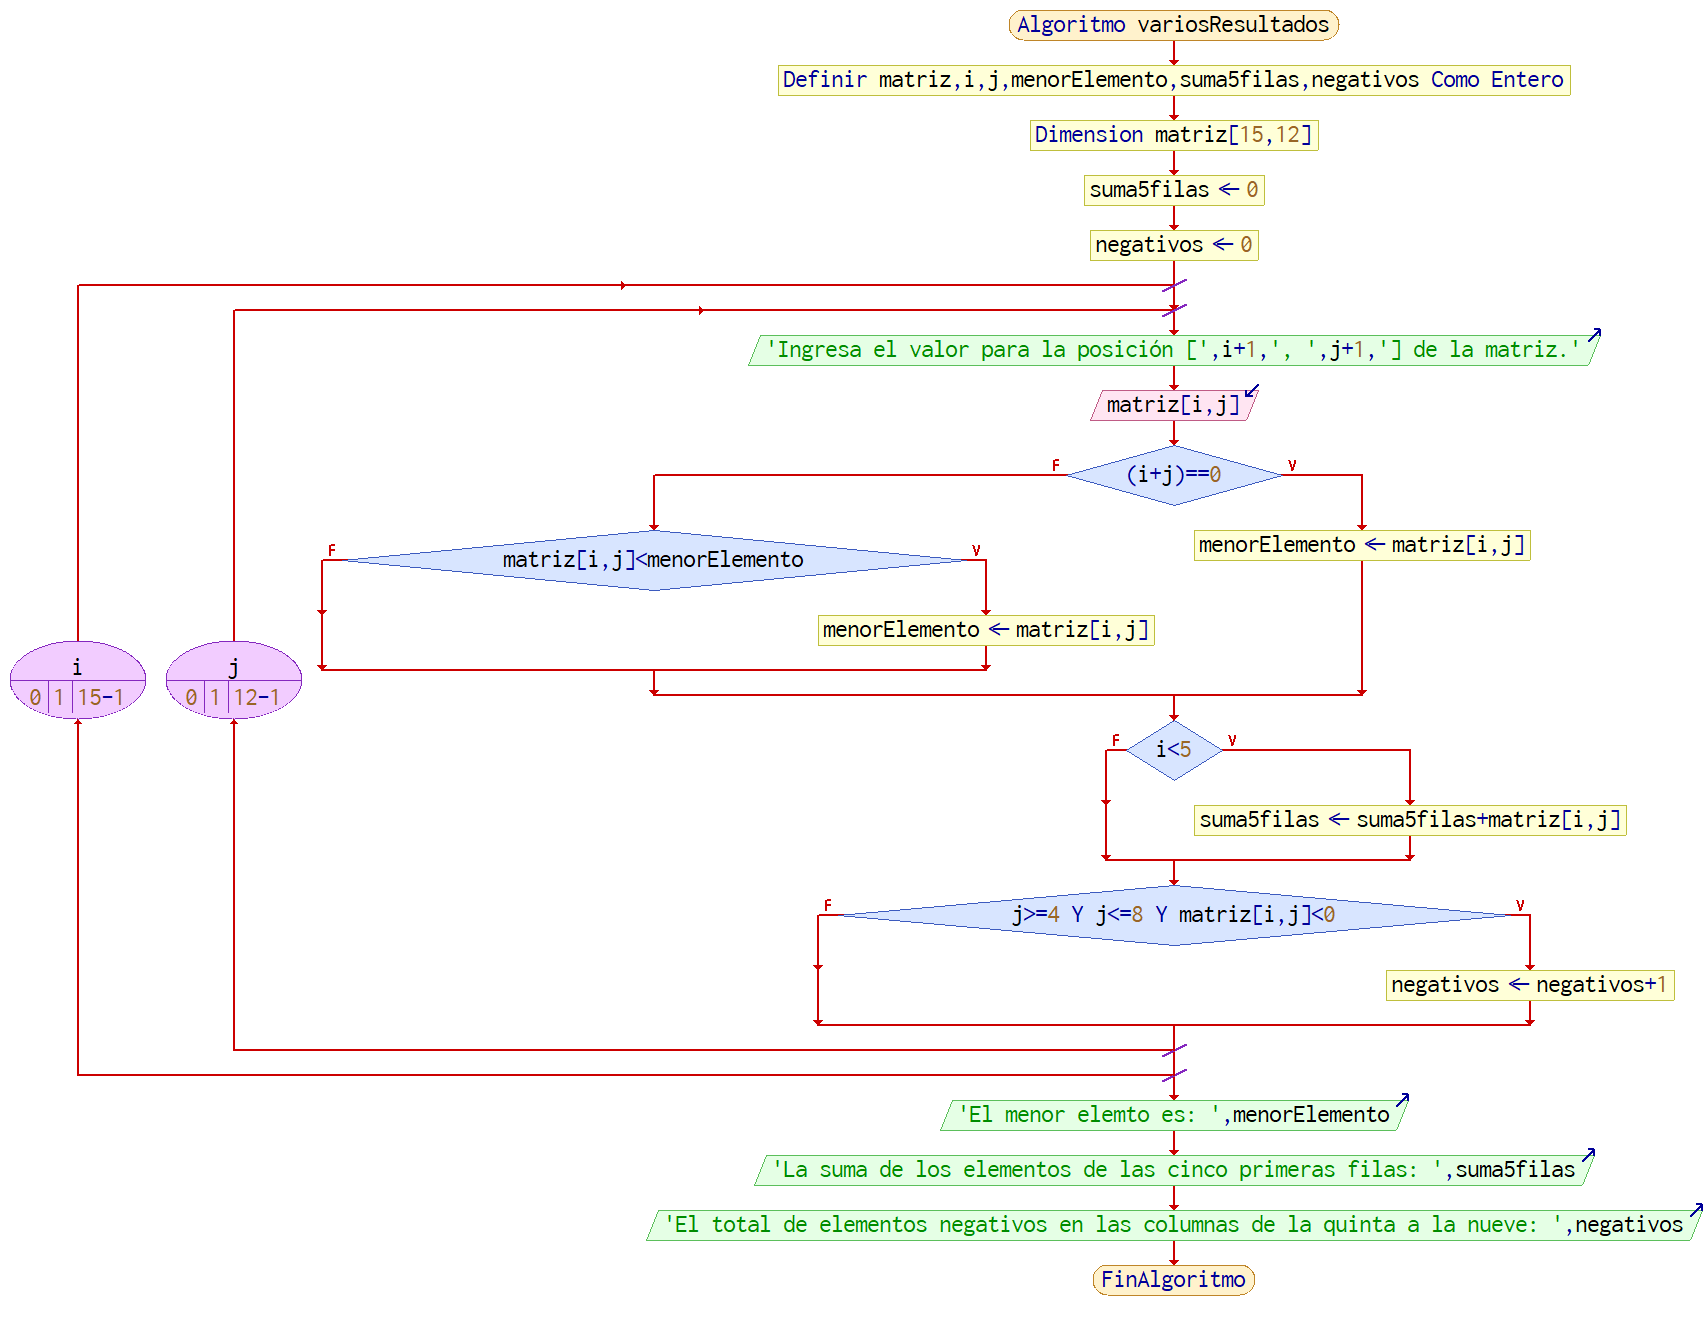 Algoritmo variosResultados
Definir matriz,i,j,menorElemento,suma5filas,negativos Como Entero
Dimension matriz[15,12]
suma5filas ← 0
negativos ← 0
'Ingresa el valor para la posición [',i+1,', ',j+1,'] de la matriz.'
matriz[i,j]
F
(i+j)==0
V
F
matriz[i,j]<menorElemento
V
menorElemento ← matriz[i,j]
menorElemento ← matriz[i,j]
i
0 1 15-1
j
0 1 12-1
F
i<5
V
suma5filas ← suma5filas+matriz[i,j]
F
j>=4 Y j<=8 Y matriz[i,j]<0
V
negativos ← negativos+1
'El menor elemto es: ',menorElemento
'La suma de los elementos de las cinco primeras filas: ',suma5filas
'El total de elementos negativos en las columnas de la quinta a la nueve: ',negativos
FinAlgoritmo